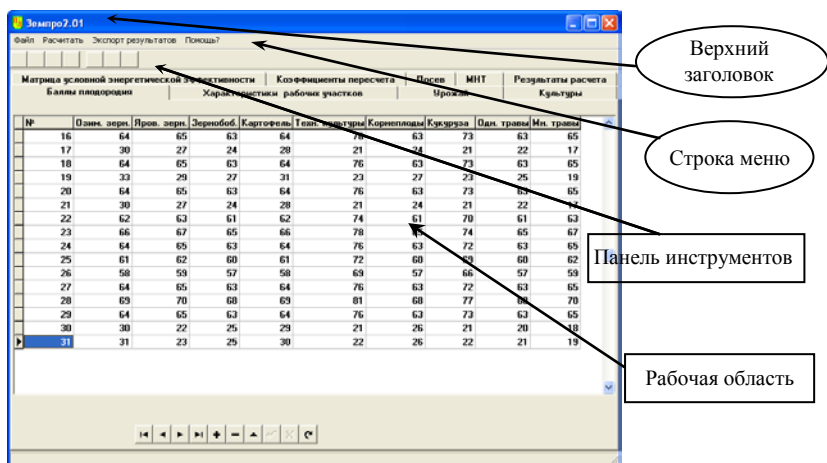 Земпро2.01
Файл Расчитать Экспорт результатов Помощь?
Матрица условной энергетической эффективности Коэффициенты пересчета Посев МНТ Результаты расчета
Баллы плодородия Характеристики рабочих участков Урожай Культуры
№ Озим. зерн. Яров. зерн. Зернобоб. Картофель Техн. культуры Корнеплоды Кукуруза Одн. травы Мн. травы
16 64 65 63 64 76 63 73 63 65
17 30 27 24 28 21 24 21 22 17
18 64 65 63 64 76 63 73 63 65
19 33 29 27 31 23 27 23 25 19
20 64 65 63 64 76 63 73 63 65
21 30 27 24 28 21 24 21 22 17
22 62 63 61 62 74 61 70 61 63
23 66 67 65 66 78 74 65 67
24 64 65 63 64 76 63 72 63 65
25 61 62 60 61 72 60 69 60 62
26 58 59 57 58 69 57 66 57 59
27 64 65 63 64 76 63 72 63 65
28 69 70 68 69 81 68 77 68 70
29 64 65 63 64 76 63 73 63 65
30 30 22 25 29 21 26 21 20 18
31 31 23 25 30 22 26 22 21 19
Верхний
заголовок
Строка меню
Панель инструментов
Рабочая область